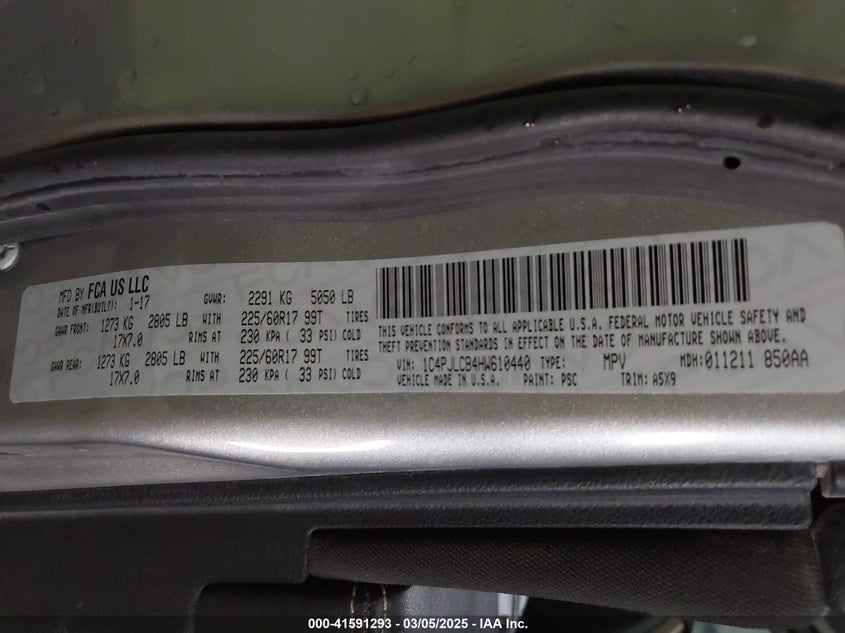 MFD BY FCA US LLC
DATE OF MFR(BUILT): 1-17 GVWR: 2291 KG 5050 LB
GAWR FRONT: 1273 KG 2805 LB WITH 225/60R17 99T TIRES
17X7.0 RIMS AT 230 KPA ( 33 PSI) COLD
GAWR REAR: 1273 KG 2805 LB WITH 225/60R17 99T TIRES
17X7.0 RIMS AT 230 KPA ( 33 PSI) COLD
THIS VEHICLE CONFORMS TO ALL APPLICABLE U.S.A. FEDERAL MOTOR VEHICLE SAFETY AND
THEFT PREVENTION STANDARDS IN EFFECT ON THE DATE OF MANUFACTURE SHOWN ABOVE.
VIN: 1C4PJLCB4HW610440 TYPE: MPV MDH:011211 850AA
VEHICLE MADE IN U.S.A. PAINT: PSC TRIM: A5X9
000-41591293 - 03/05/2025 - IAA Inc.